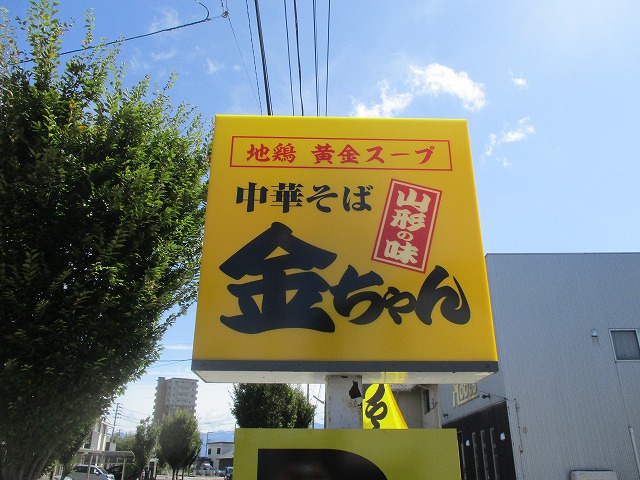 地鶏 黄金スープ
中華そば
山形の味
金ちゃん
そ